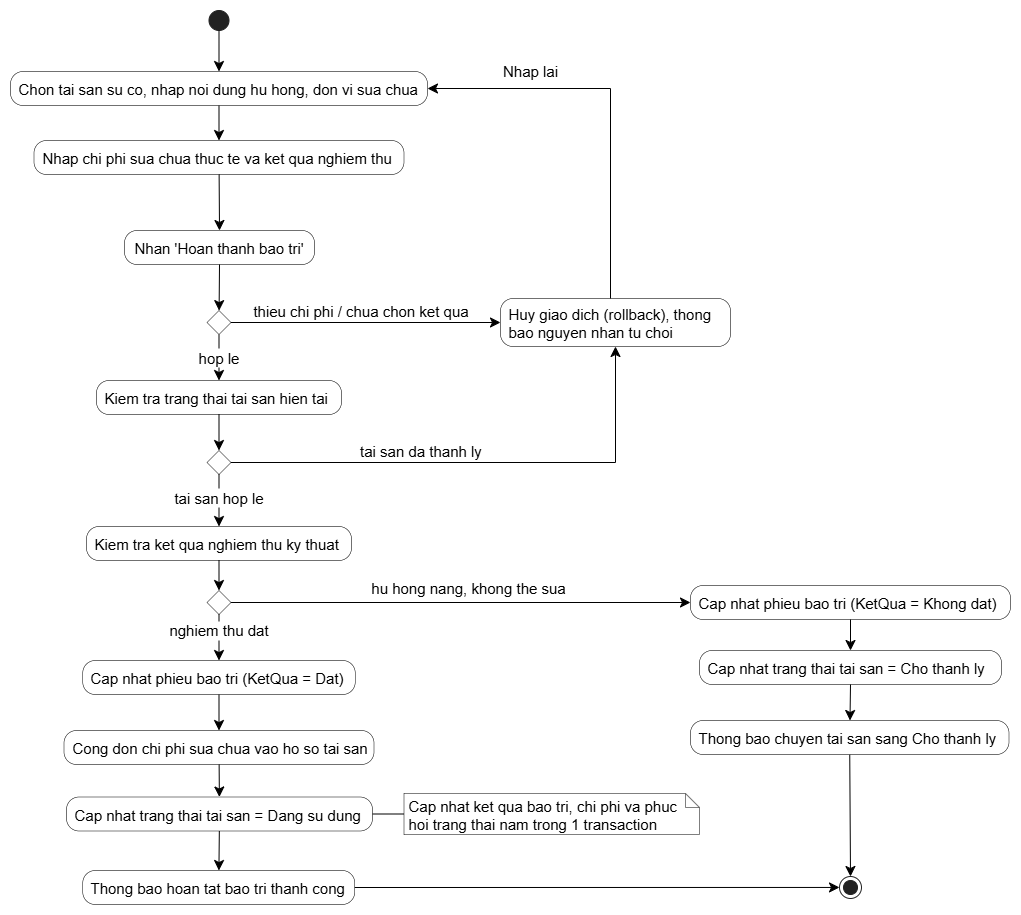 Nhap lai
Chon tai san su co, nhap noi dung hu hong, don vi sua chua
Nhap chi phi sua chua thuc te va ket qua nghiem thu
Nhan 'Hoan thanh bao tri'
thieu chi phi / chua chon ket qua
Huy giao dich (rollback), thong
bao nguyen nhan tu choi
hop le
Kiem tra trang thai tai san hien tai
tai san da thanh ly
tai san hop le
Kiem tra ket qua nghiem thu ky thuat
hu hong nang, khong the sua
nghiem thu dat
Cap nhat phieu bao tri (KetQua = Khong dat)
Cap nhat trang thai tai san = Cho thanh ly
Thong bao chuyen tai san sang Cho thanh ly
Cap nhat phieu bao tri (KetQua = Dat)
Cong don chi phi sua chua vao ho so tai san
Cap nhat trang thai tai san = Dang su dung
Cap nhat ket qua bao tri, chi phi va phuc
hoi trang thai nam trong 1 transaction
Thong bao hoan tat bao tri thanh cong